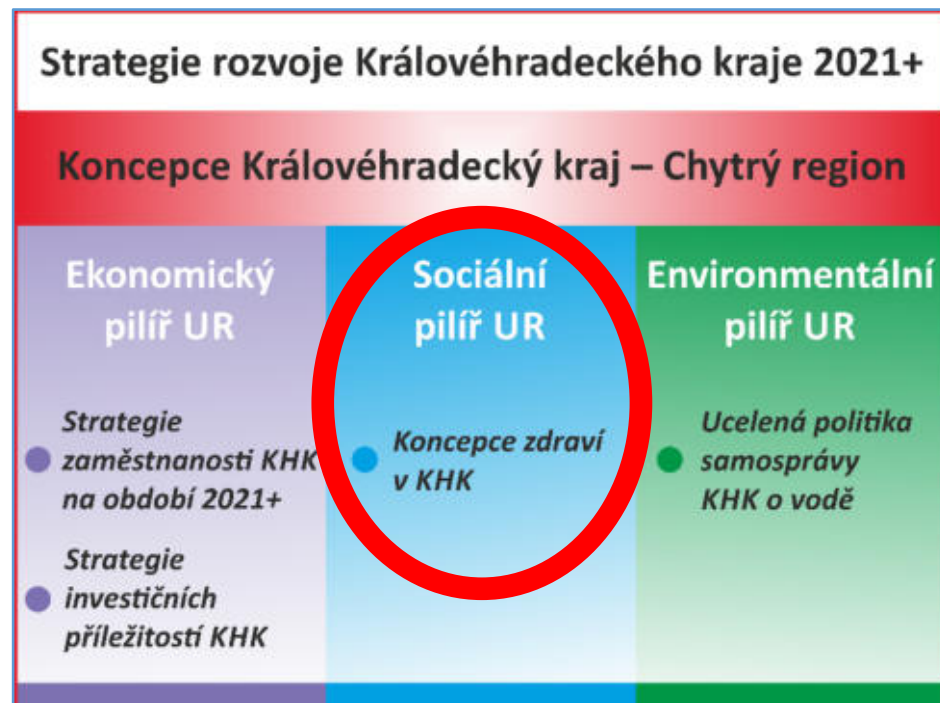 Strategie rozvoje Královéhradeckého kraje 2021+
Koncepce Královéhradecký kraj – Chytrý region
Ekonomický
pilíř UR
Strategie
zaměstnanosti KHK
na období 2021+
Strategie
investičních
příležitostí KHK
Sociální
pilíř UR
Koncepce zdraví
v KHK
Environmentální
pilíř UR
Ucelená politika
samosprávy
KHK o vodě